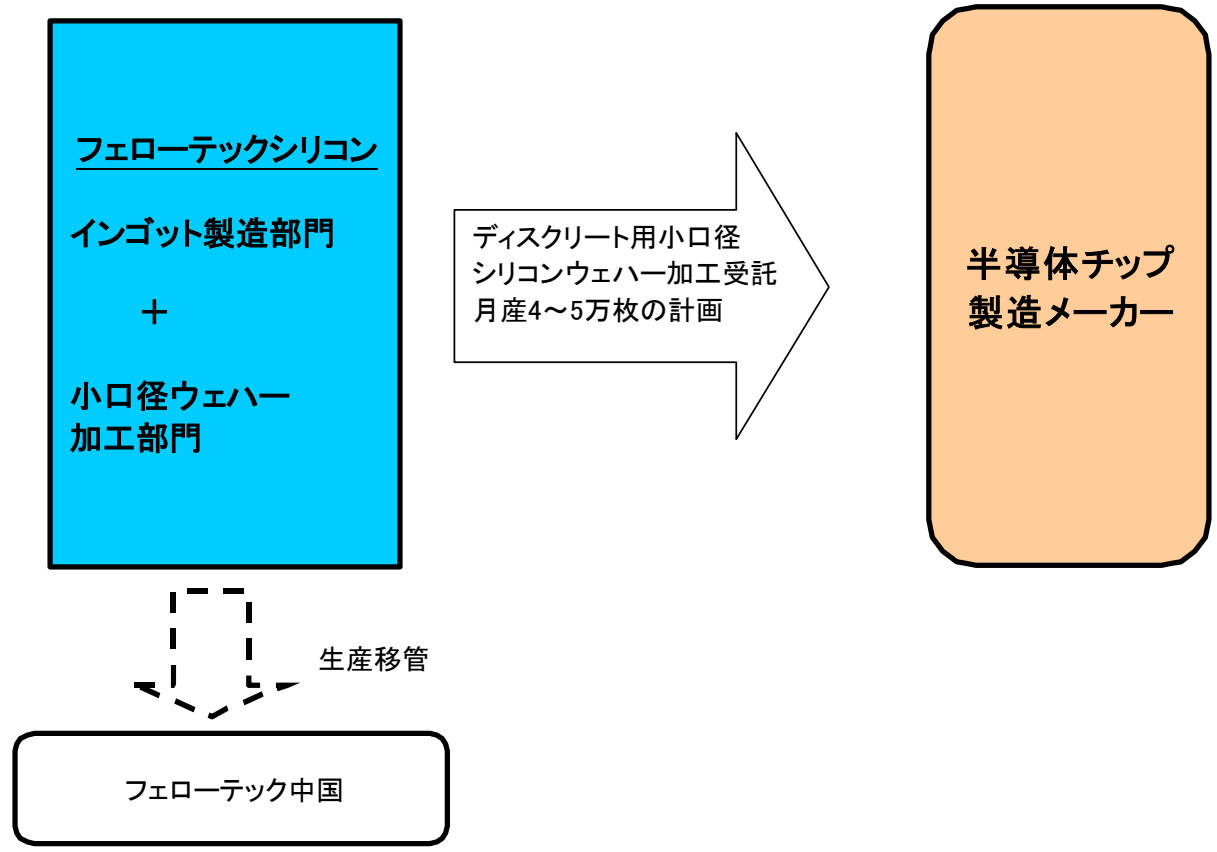 フェローテックシリコン
インゴット製造部門
＋
小口径ウェハー
加工部門
ディスクリート用小口径
シリコンウェハー加工受託
月産4～5万枚の計画
半導体チップ
製造メーカー
生産移管
フェローテック中国